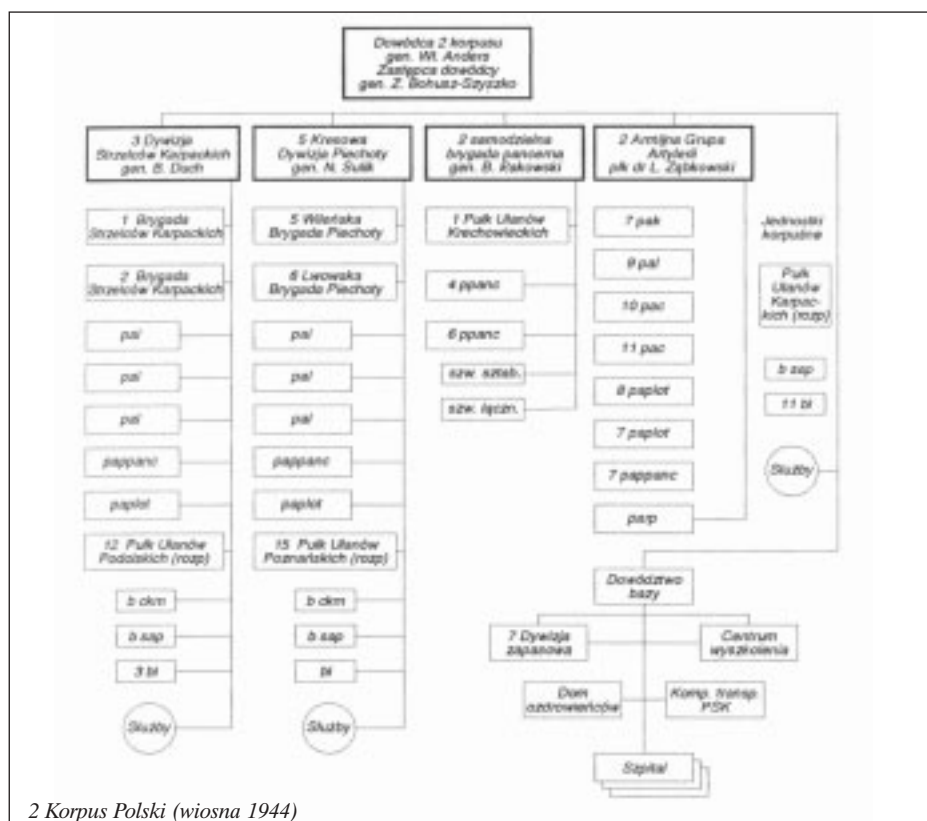 Dowódca 2 korpusu
gen. Wł. Anders
Zastępca dowódcy
gen. Z. Bohusz-Szyszko
3 Dywizja
Strzelców Karpackich
gen. B. Duch
5 Kresowa
Dywizja Piechoty
gen. N. Sulik
2 samodzielna
brygada pancerna
gen. B. Rakowski
2 Armijna Grupa
Artylerii
płk dr L. Ząbkowski
1 Brygada
Strzelców Karpackich
2 Brygada
Strzelców Karpackich
pal
pal
pal
pappanc
paplot
12 Pułk Ułanów
Podolskich (rozp)
b ckm
b sap
3 bł
Służby
5 Wileńska
Brygada Piechoty
6 Lwowska
Brygada Piechoty
pal
pal
pal
pappanc
paplot
15 Pułk Ułanów
Poznańskich (rozp)
b ckm
b sap
bł
Służby
1 Pułk Ułanów
Krechowieckich
4 ppanc
6 ppanc
szw. sztab.
szw. łączn.
7 pak
9 pal
10 pac
11 pac
8 paplot
7 paplot
7 pappanc
parp
Jednostki
korpuśne
Pułk
Ułanów
Karpac-
kich (rozp)
b sap
11 bł
Służby
Dowództwo
bazy
7 Dywizja
zapasowa
Centrum
wyszkolenia
Dom
ozdrowieńców
Komp. transp.
PSK
Szpital
2 Korpus Polski (wiosna 1944)